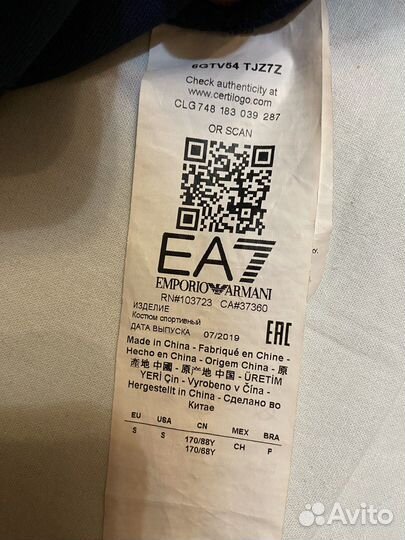 6GTV54 TJZ7Z
Check authenticity at
www.certilogo.com
CLG 748 183 039 287
OR SCAN
EA7
EMPORIO ARMANI
RN#103723 CA#37360
ИЗДЕЛИЕ
Костюм спортивный
ДАТА ВЫПУСКА 07/2019
EAC
Made in China - Fabriqué en Chine -
Hecho en China - Origem China - 原
產地 中國 - 原产地 中国 - ÜRETİM
YERİ Çin - Vyrobeno v Čína -
Hergestellt in China - Сделано во
Китае
EU USA CN MEX BRA
S S 170/88Y CH P
170/68Y
Avito